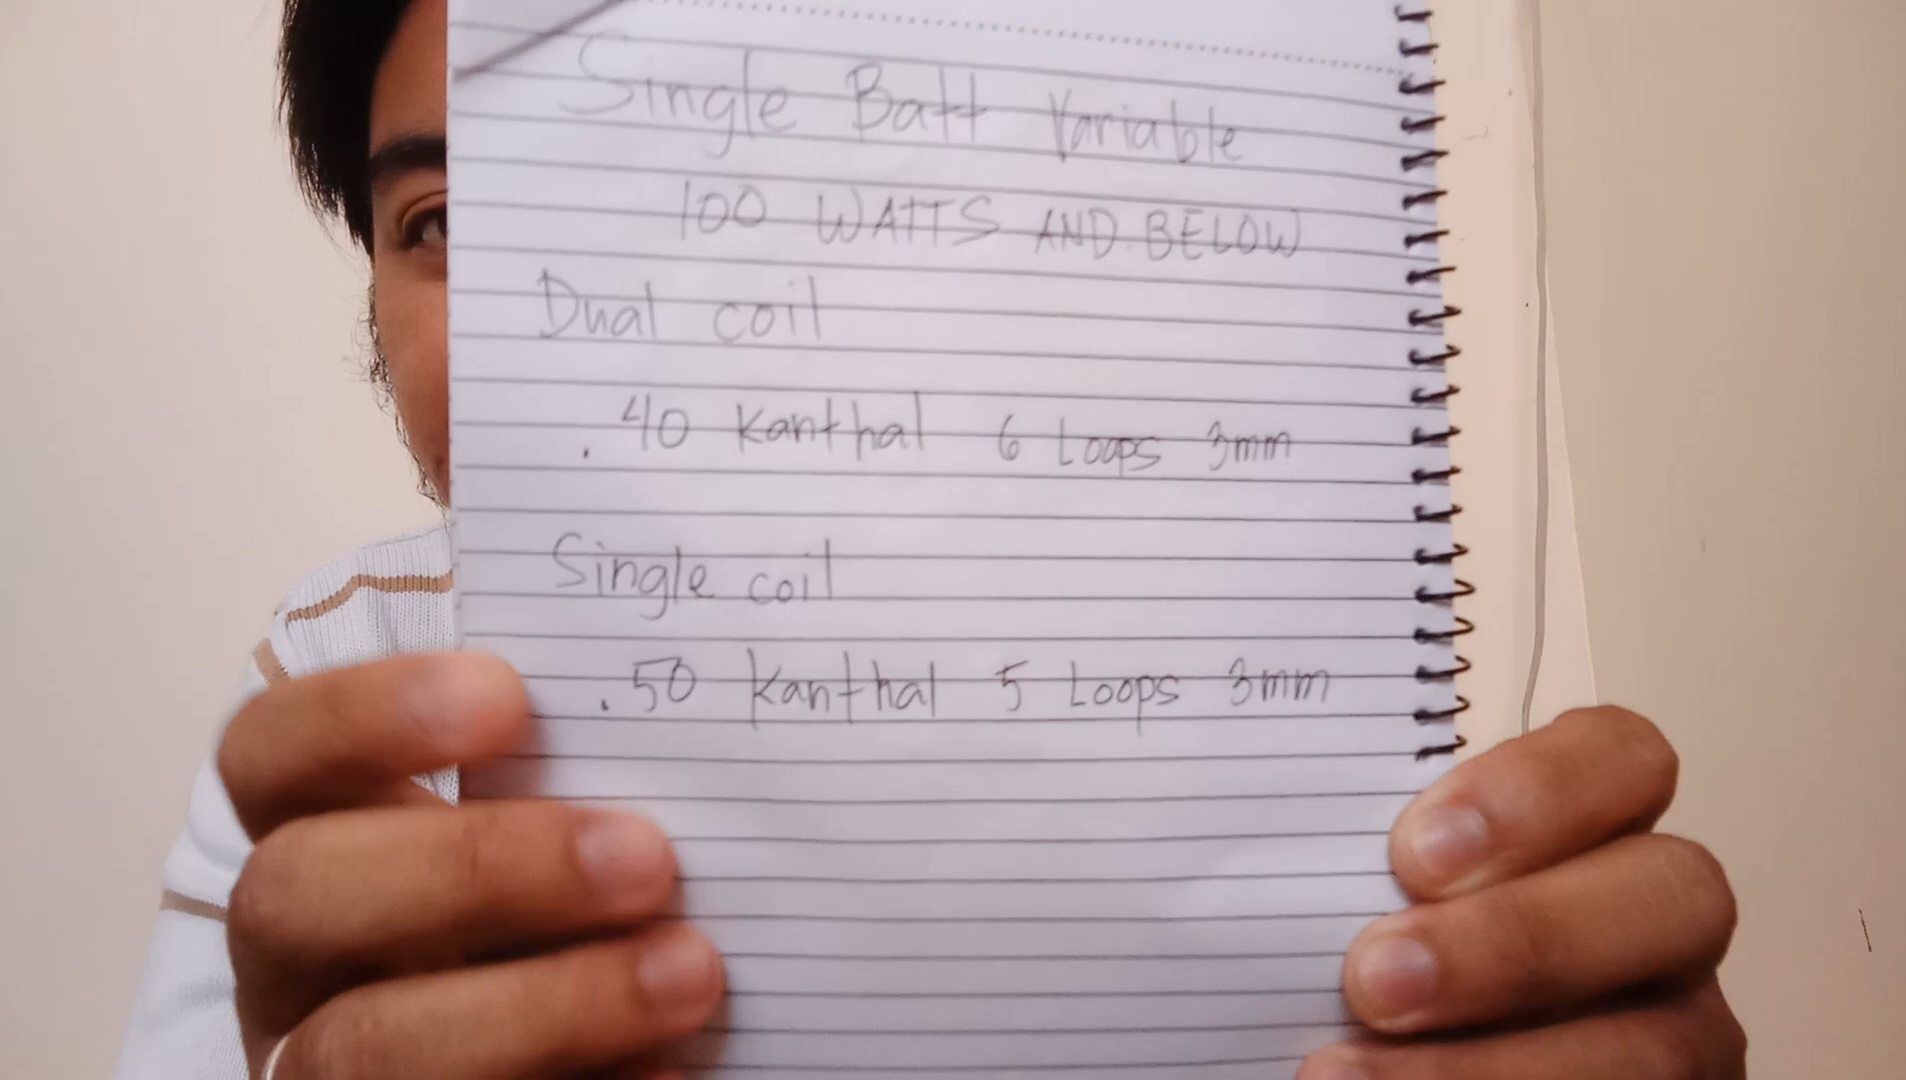 Single Batt Variable
100 WATTS AND BELOW
Dual coil
.40 Kanthal 6 Loops 3mm
Single coil
.50 Kanthal 5 Loops 3mm